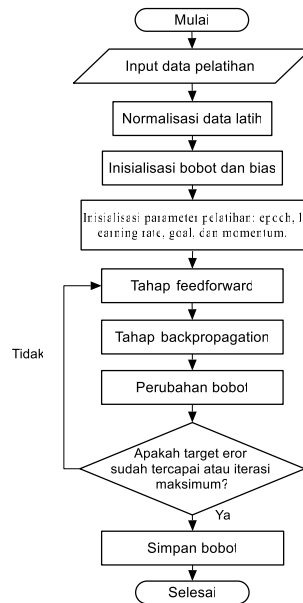 Mulai
Input data pelatihan
Normalisasi data latih
Inisialisasi bobot dan bias
Inisialisasi parameter pelatihan: epoch, l
earning rate, goal, dan momentum.
Tahap feedforward
Tahap backpropagation
Perubahan bobot
Tidak
Apakah target eror
sudah tercapai atau iterasi
maksimum?
Ya
Simpan bobot
Selesai